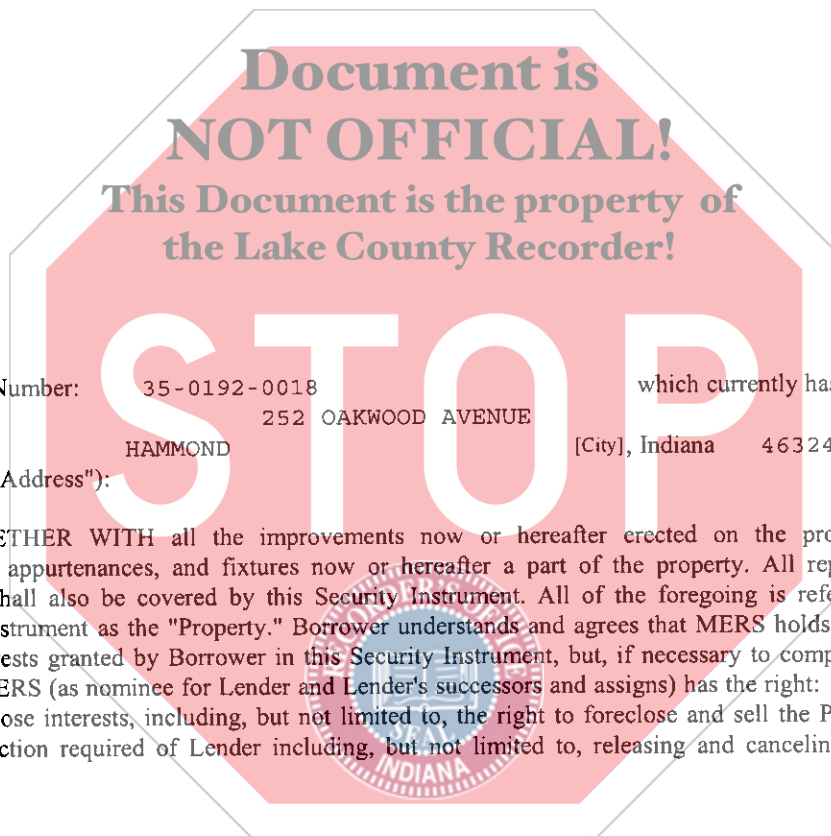 Document is
NOT OFFICIAL!
This Document is the property of
the Lake County Recorder!
STOP
Number: 35-0192-0018 which currently has
252 OAKWOOD AVENUE
HAMMOND [City], Indiana 46324
Address"):
ETHER WITH all the improvements now or hereafter erected on the pro
appurtenances, and fixtures now or hereafter a part of the property. All rep
hall also be covered by this Security Instrument. All of the foregoing is refe
strument as the "Property." Borrower understands and agrees that MERS holds
ests granted by Borrower in this Security Instrument, but, if necessary to comp
ERS (as nominee for Lender and Lender's successors and assigns) has the right:
ose interests, including, but not limited to, the right to foreclose and sell the P
ction required of Lender including, but not limited to, releasing and cancelin
RECORDER'S OFFICE
SEAL
INDIANA